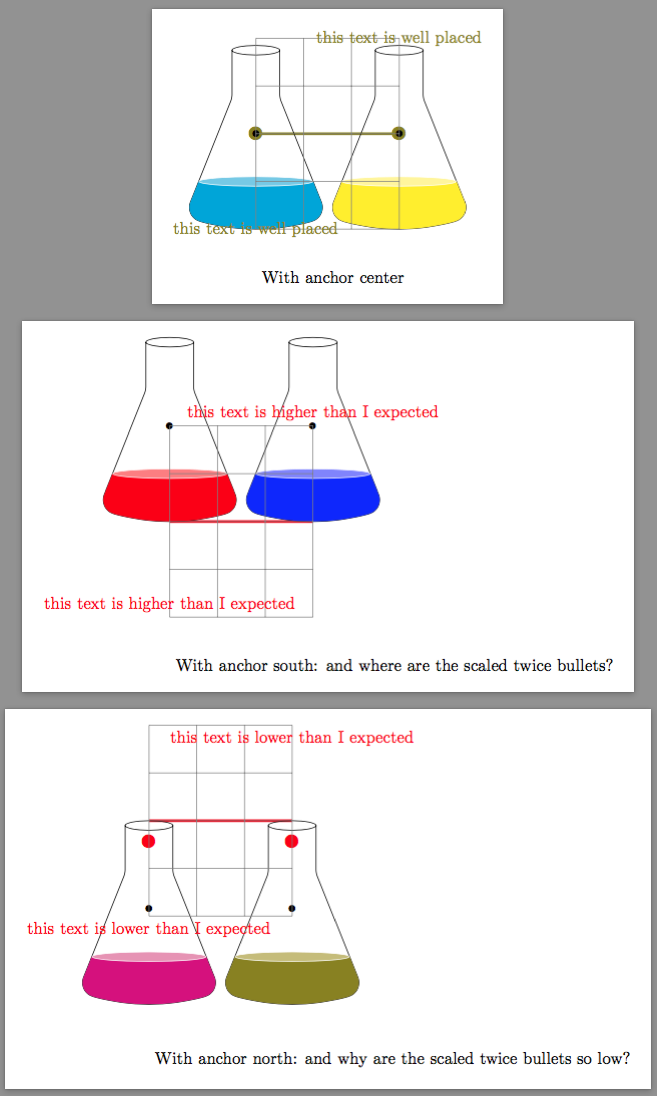 this text is well placed
this text is well placed
With anchor center
this text is higher than I expected
this text is higher than I expected
With anchor south: and where are the scaled twice bullets?
this text is lower than I expected
this text is lower than I expected
With anchor north: and why are the scaled twice bullets so low?